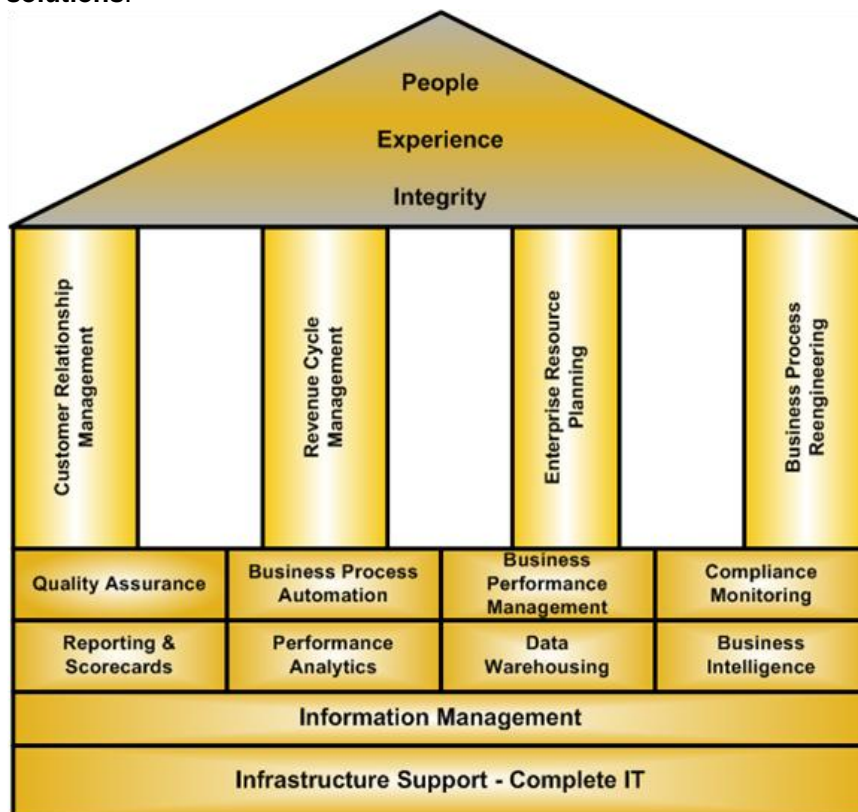 solutions.
People
Experience
Integrity
Customer Relationship
Management
Revenue Cycle
Management
Enterprise Resource
Planning
Business Process
Reengineering
Quality Assurance
Business Process
Automation
Business
Performance
Management
Compliance
Monitoring
Reporting &
Scorecards
Performance
Analytics
Data
Warehousing
Business
Intelligence
Information Management
Infrastructure Support - Complete IT